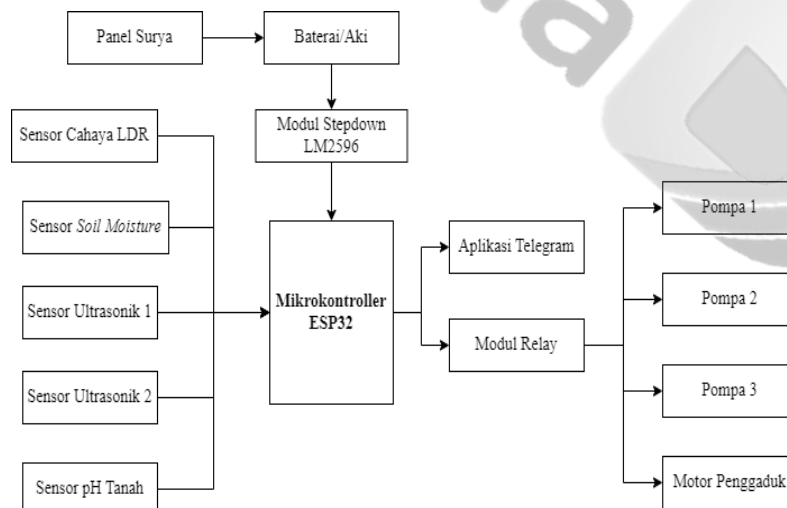 Panel Surya
Baterai/Aki
Modul Stepdown
LM2596
Sensor Cahaya LDR
Sensor Soil Moisture
Sensor Ultrasonik 1
Sensor Ultrasonik 2
Sensor pH Tanah
Mikrokontroller
ESP32
Aplikasi Telegram
Modul Relay
Pompa 1
Pompa 2
Pompa 3
Motor Penggaduk